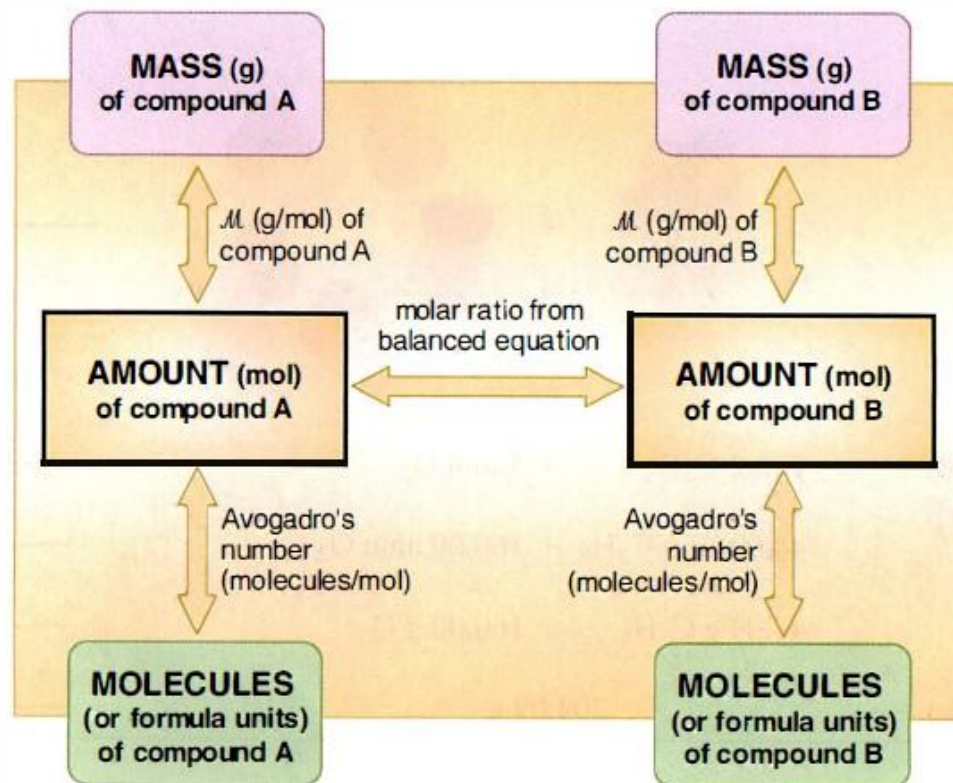 MASS (g)
of compound A
MASS (g)
of compound B
ℳ (g/mol) of
compound A
ℳ (g/mol) of
compound B
molar ratio from
balanced equation
AMOUNT (mol)
of compound A
AMOUNT (mol)
of compound B
Avogadro's
number
(molecules/mol)
Avogadro's
number
(molecules/mol)
MOLECULES
(or formula units)
of compound A
MOLECULES
(or formula units)
of compound B